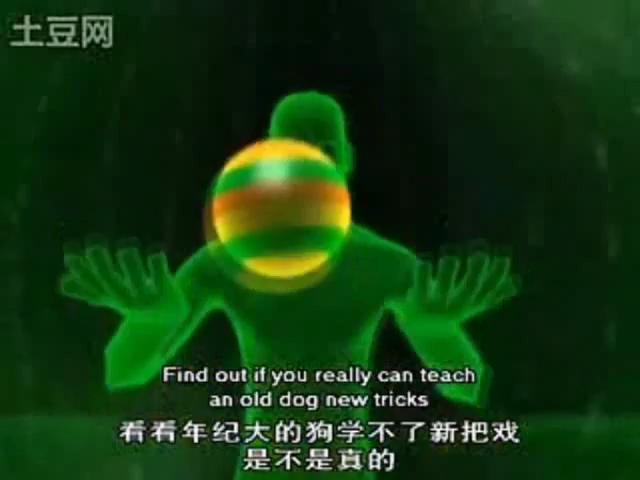 土豆网
Find out if you really can teach
an old dog new tricks
看看年纪大的狗学不了新把戏
是不是真的